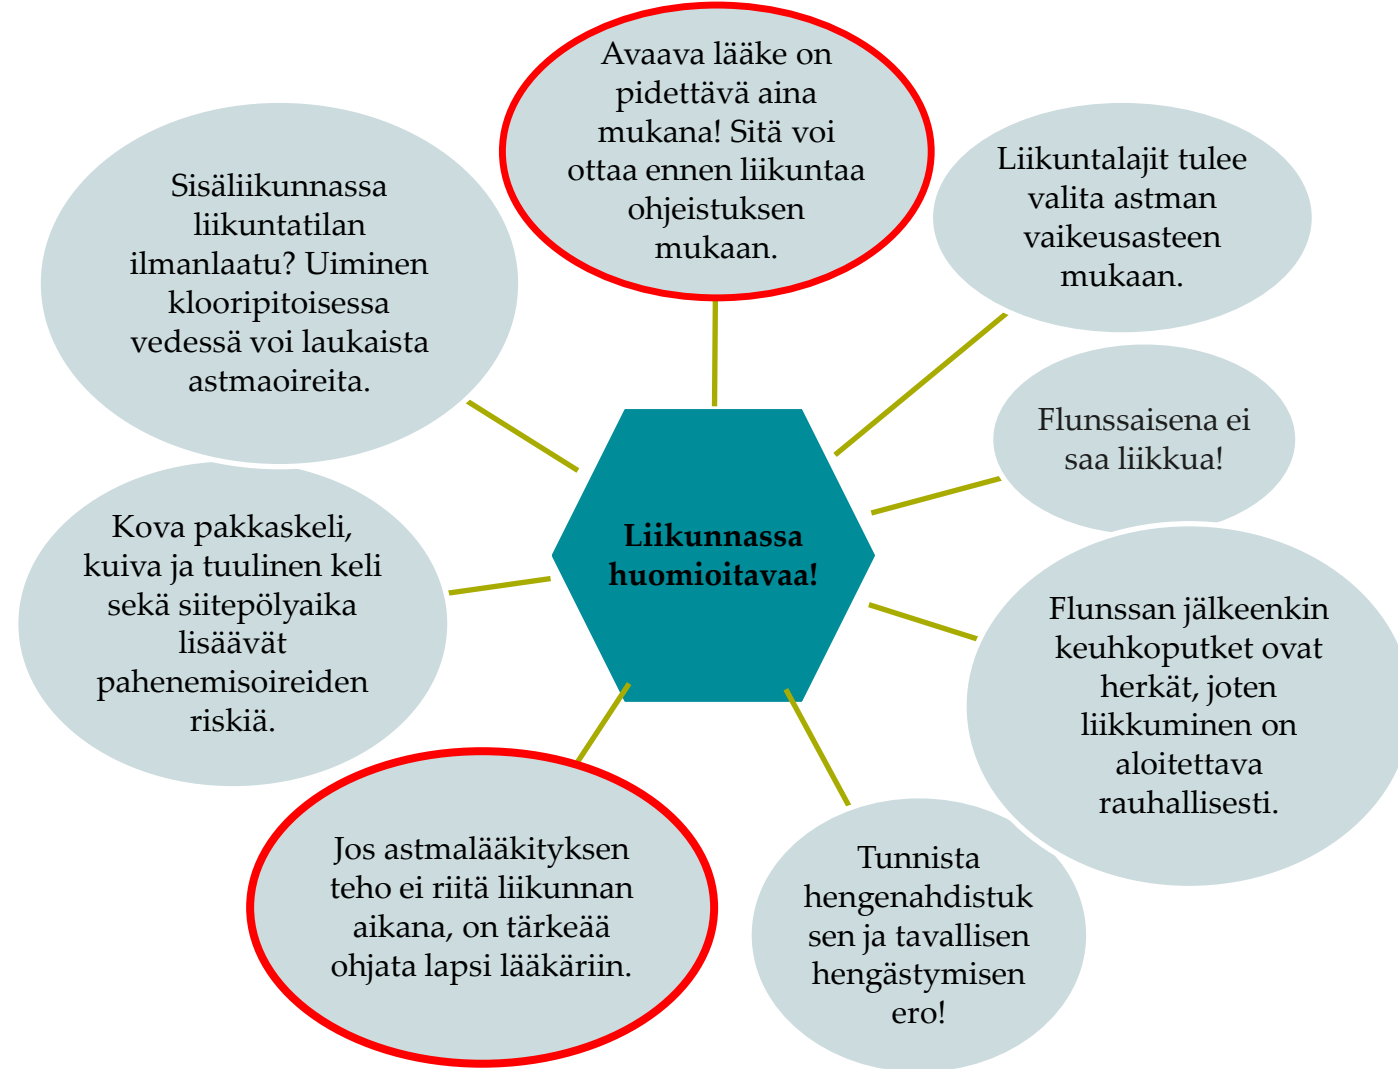 Avaava lääke on
pidettävä aina
mukana! Sitä voi
ottaa ennen liikuntaa
ohjeistuksen
mukaan.
Liikuntalajit tulee
valita astman
vaikeusasteen
mukaan.
Flunssaisena ei
saa liikkua!
Flunssan jälkeenkin
keuhkoputket ovat
herkät, joten
liikkuminen on
aloitettava
rauhallisesti.
Tunnista
hengenahdistuk
sen ja tavallisen
hengästymisen
ero!
Jos astmalääkityksen
teho ei riitä liikunnan
aikana, on tärkeää
ohjata lapsi lääkäriin.
Kova pakkaskeli,
kuiva ja tuulinen keli
sekä siitepölyaika
lisäävät
pahenemisoireiden
riskiä.
Sisäliikunnassa
liikuntatilan
ilmanlaatu? Uiminen
klooripitoisessa
vedessä voi laukaista
astmaoireita.
Liikunnassa
huomioitavaa!